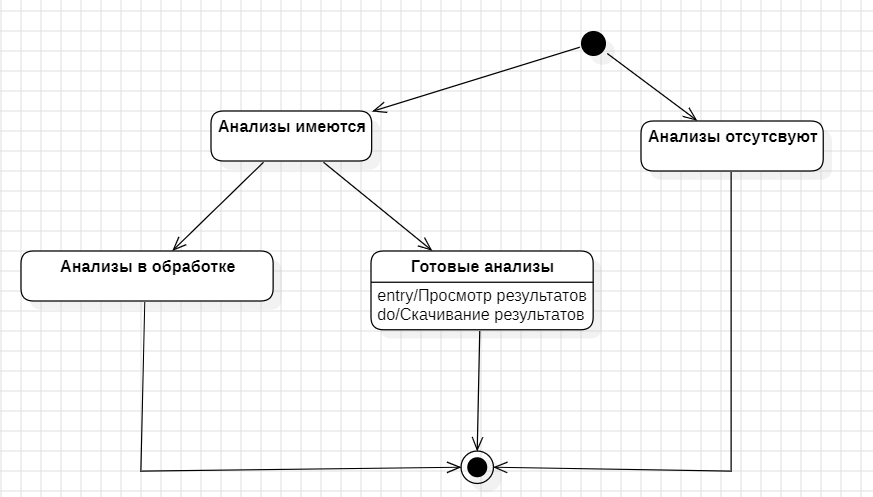 Анализы имеются
Анализы отсутсвуют
Анализы в обработке
Готовые анализы
entry/Просмотр результатов
do/Скачивание результатов